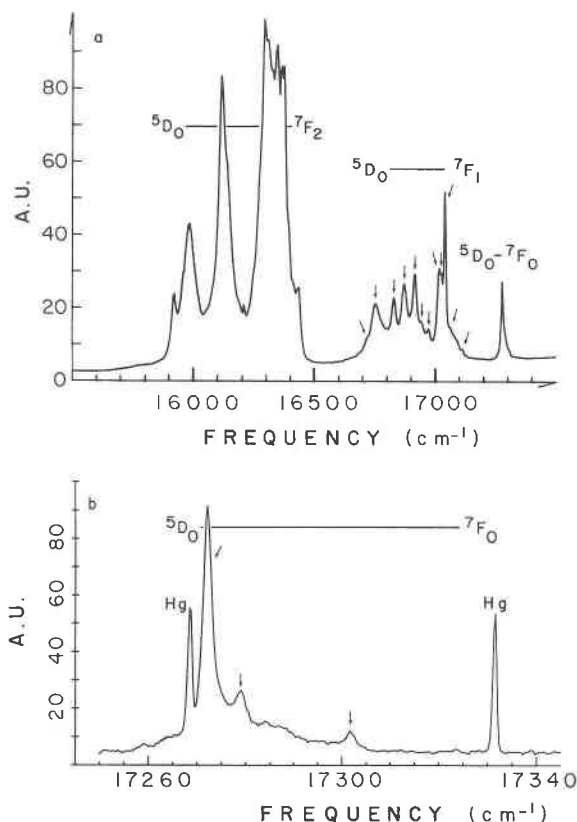 a
80
60
40
20
0
A.U.
⁵D₀ ⁷F₂
⁵D₀ ⁷F₁
⁵D₀-⁷F₀
16000 16500 17000
FREQUENCY (cm⁻¹)
b
80
60
40
20
A.U.
⁵D₀ ⁷F₀
Hg Hg
17260 17300 17340
FREQUENCY (cm⁻¹)